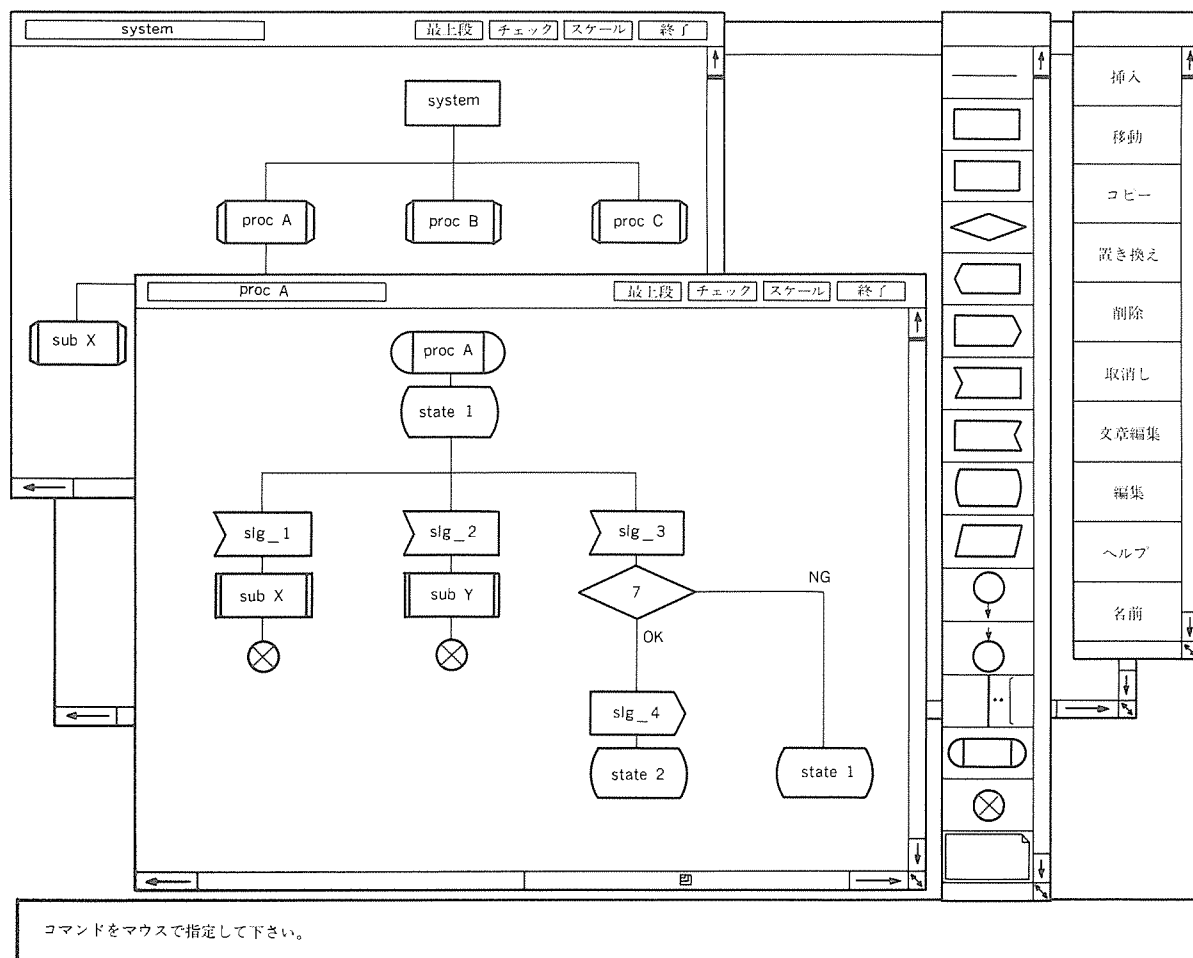 system 最上段 チェック スケール 終了
system
proc A proc B proc C
sub X
proc A 最上段 チェック スケール 終了
proc A
state 1
sig_1 sig_2 sig_3
sub X sub Y 7
NG
OK
sig_4
state 2 state 1
挿入
移動
コピー
置き換え
削除
取消し
文章編集
編集
ヘルプ
名前
コマンドをマウスで指定して下さい。